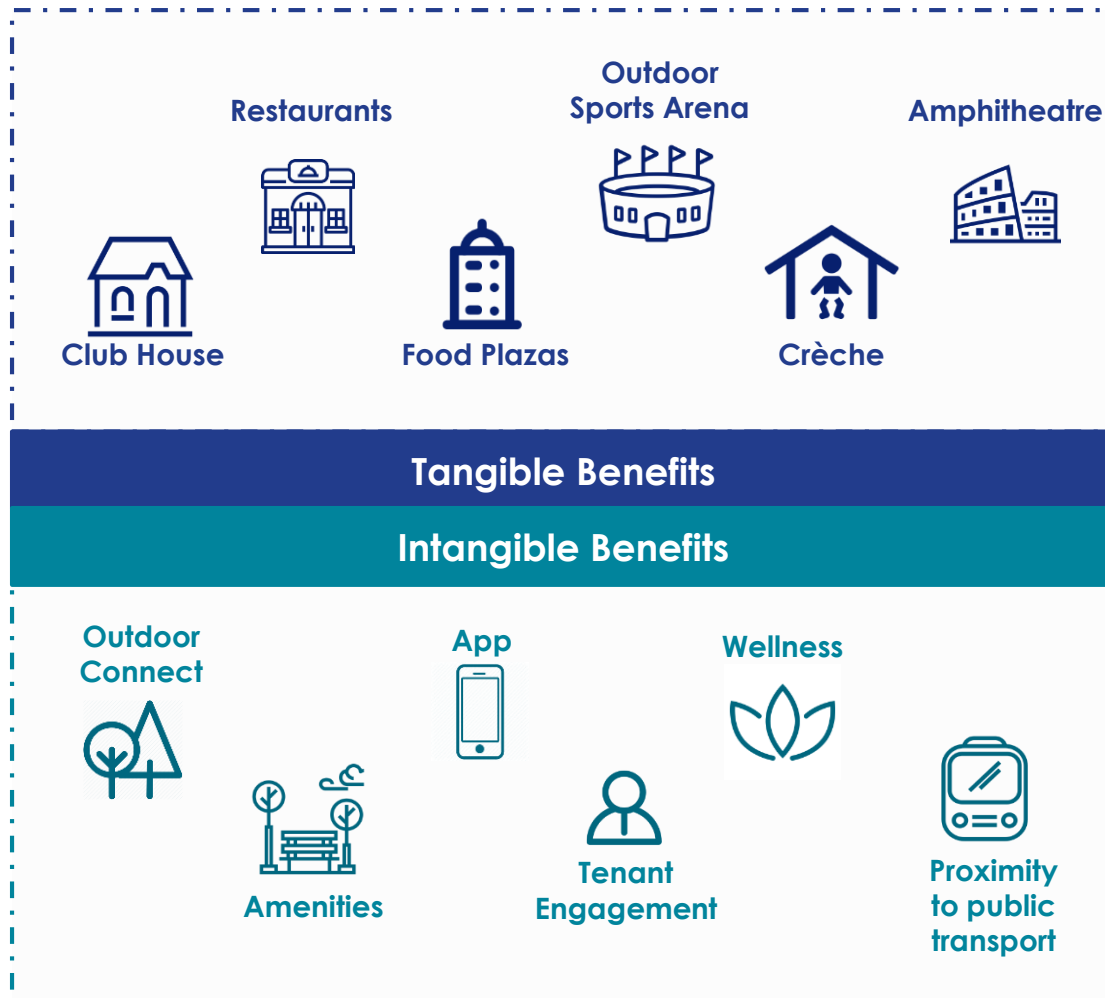 Restaurants
Outdoor
Sports Arena
Amphitheatre
Club House
Food Plazas
Crèche
Tangible Benefits
Intangible Benefits
Outdoor
Connect
App
Wellness
Amenities
Tenant
Engagement
Proximity
to public
transport